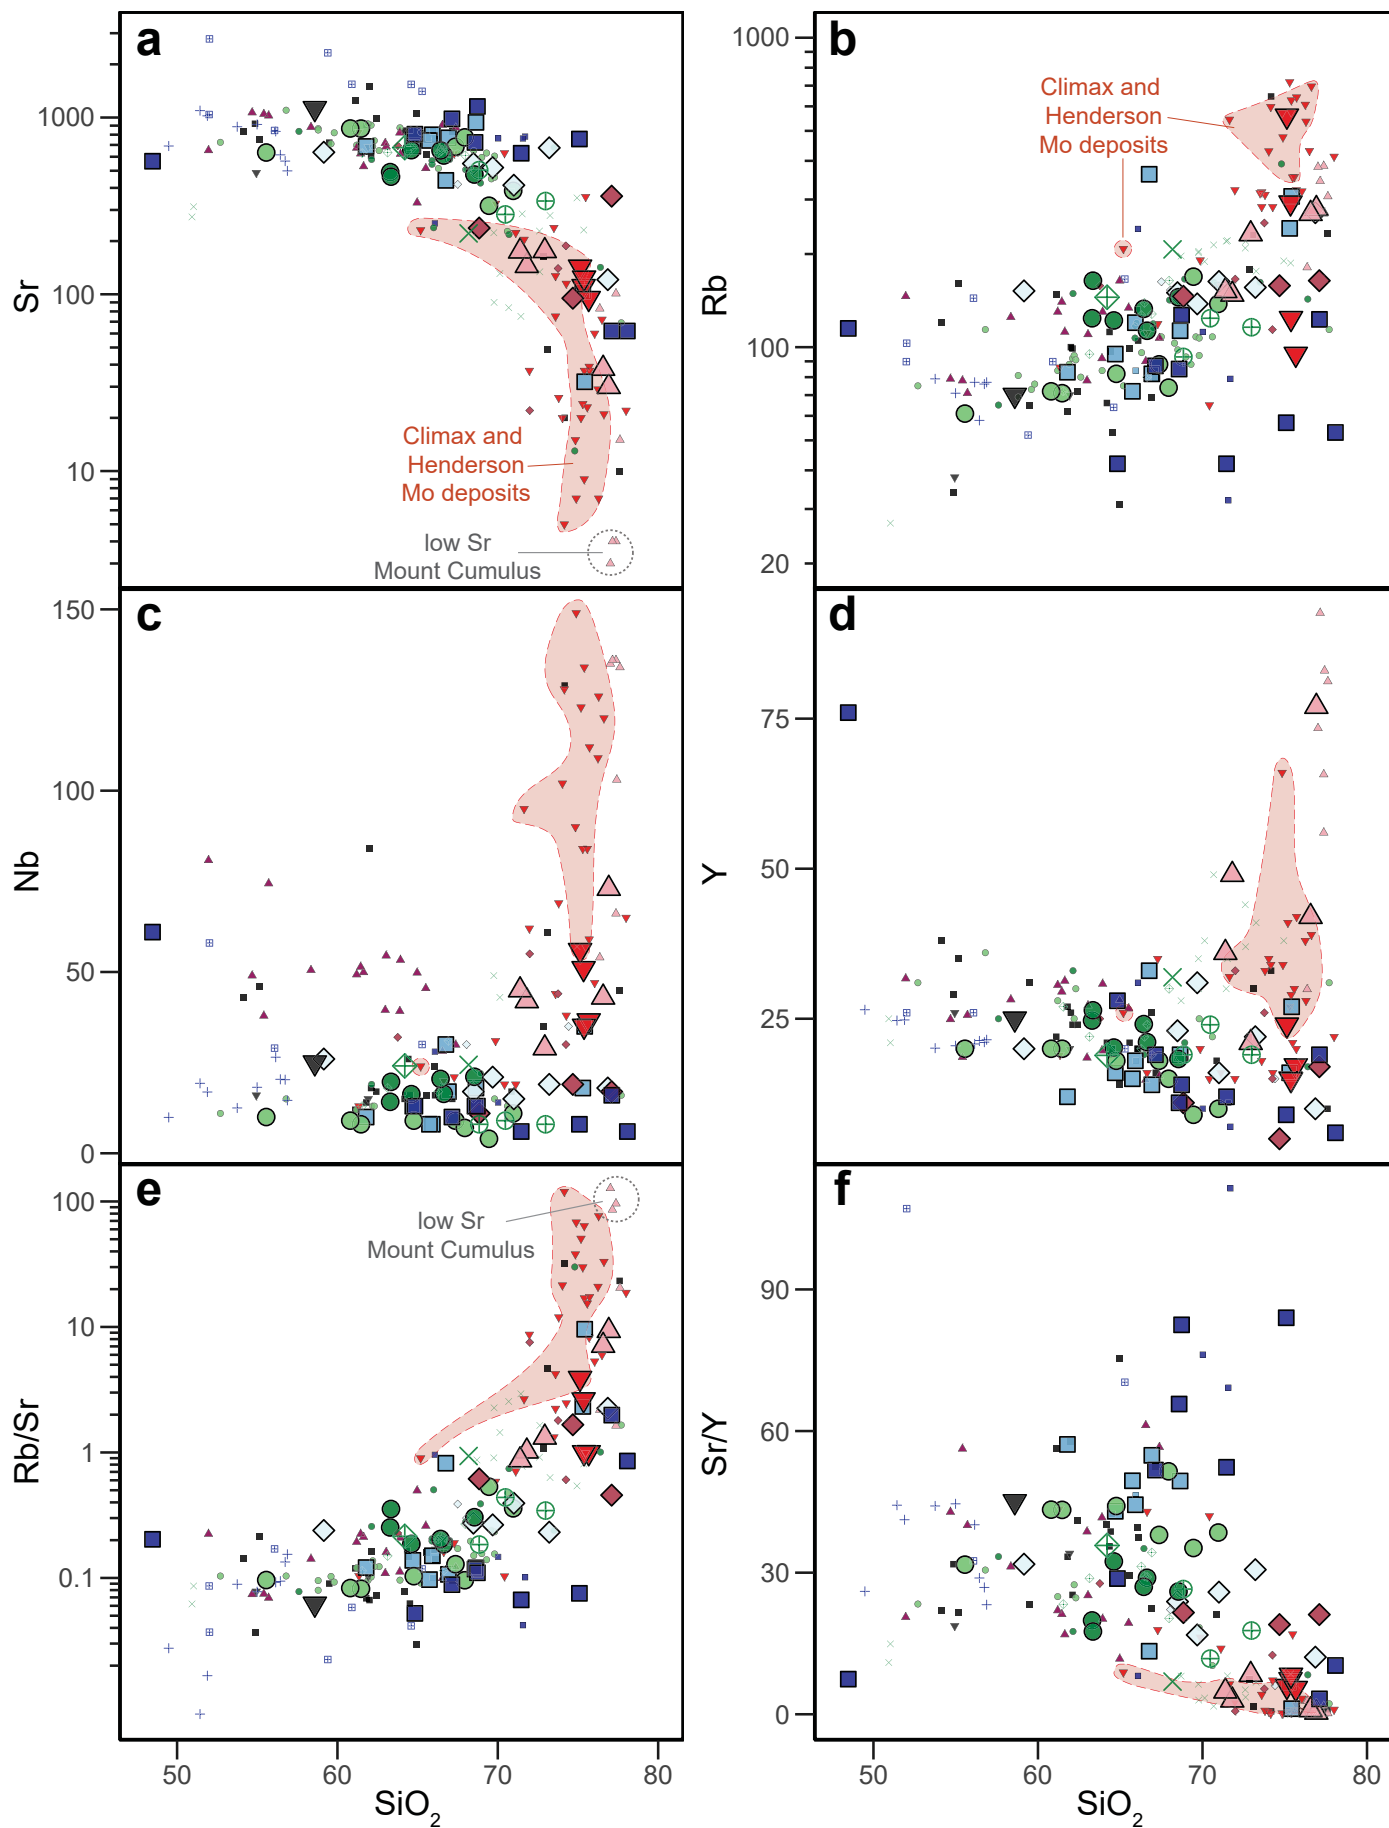 a
1000
100
10
Sr
Climax and
Henderson
Mo deposits
low Sr
Mount Cumulus
b
1000
100
20
Rb
Climax and
Henderson
Mo deposits
c
150
100
50
0
Nb
d
75
50
25
Y
e
100
10
1
0.1
Rb/Sr
low Sr
Mount Cumulus
50 60 70 80
SiO2
f
90
60
30
0
Sr/Y
50 60 70 80
SiO2